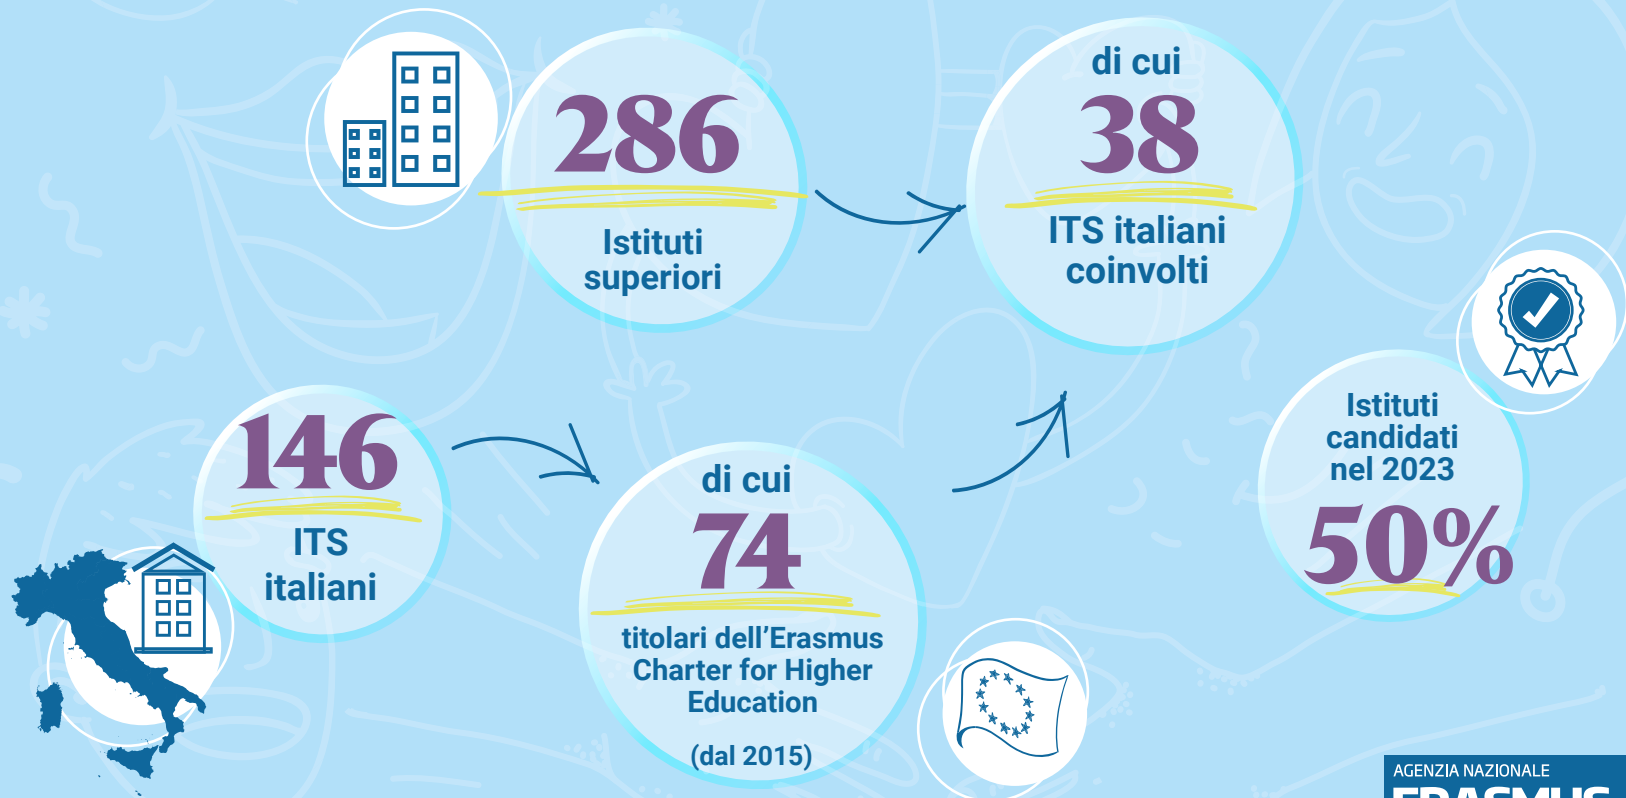 286
Istituti
superiori
di cui
38
ITS italiani
coinvolti
146
ITS
italiani
di cui
74
titolari dell’Erasmus
Charter for Higher
Education
(dal 2015)
Istituti
candidati
nel 2023
50%
AGENZIA NAZIONALE
ERASMUS